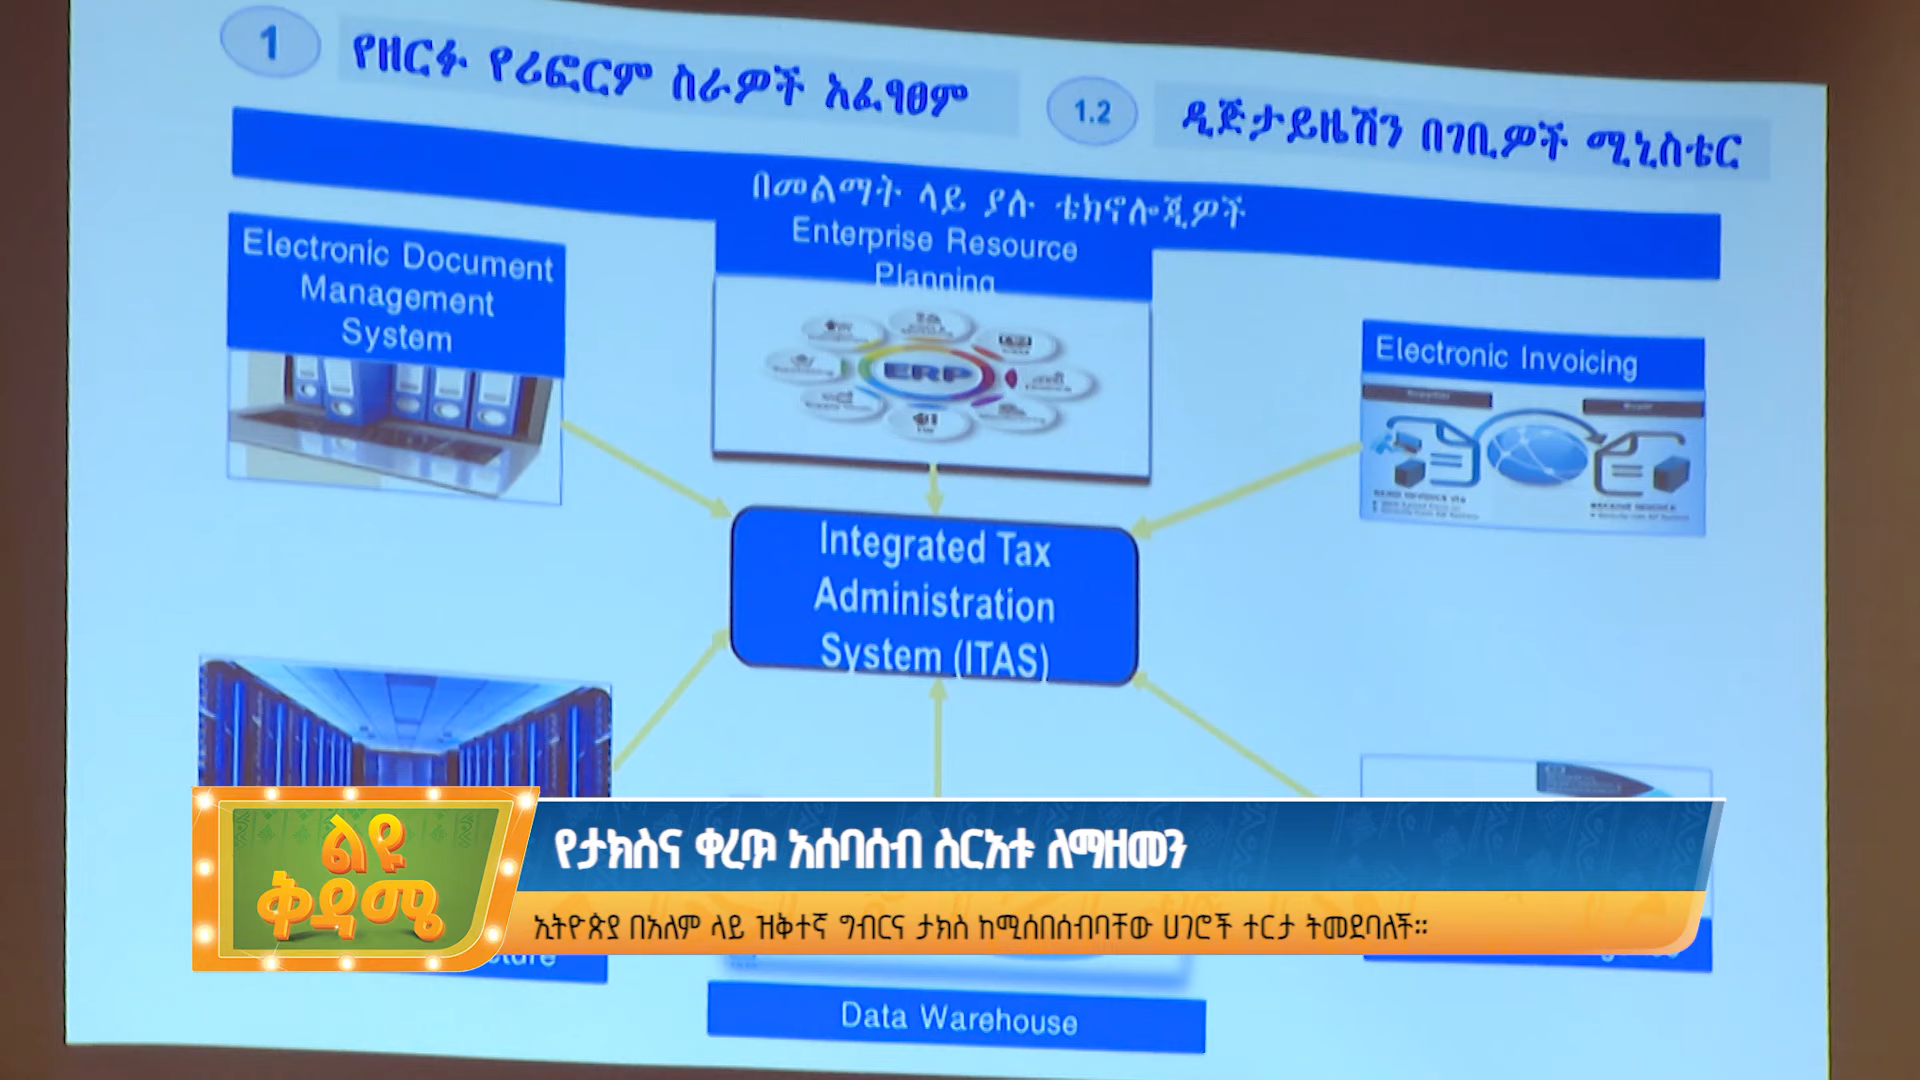 1
የዘርፉ የሪፎርም ስራዎች አፈፃፀም
1.2
ዲጅታይዜሽን በገቢዎች ሚኒስቴር
በመልማት ላይ ያሉ ቴክኖሎጂዎች
Electronic Document
Management
System
Enterprise Resource
Planning
ERP
Electronic Invoicing
Integrated Tax
Administration
System (ITAS)
ልዩ
ቅዳሜ
የታክስና ቀረጥ አሰባሰብ ስርአቱ ለማዘመን
ኢትዮጵያ በአለም ላይ ዝቅተኛ ግብርና ታክስ ከሚሰበሰብባቸው ሀገሮች ተርታ ትመደባለች።
Data Warehouse